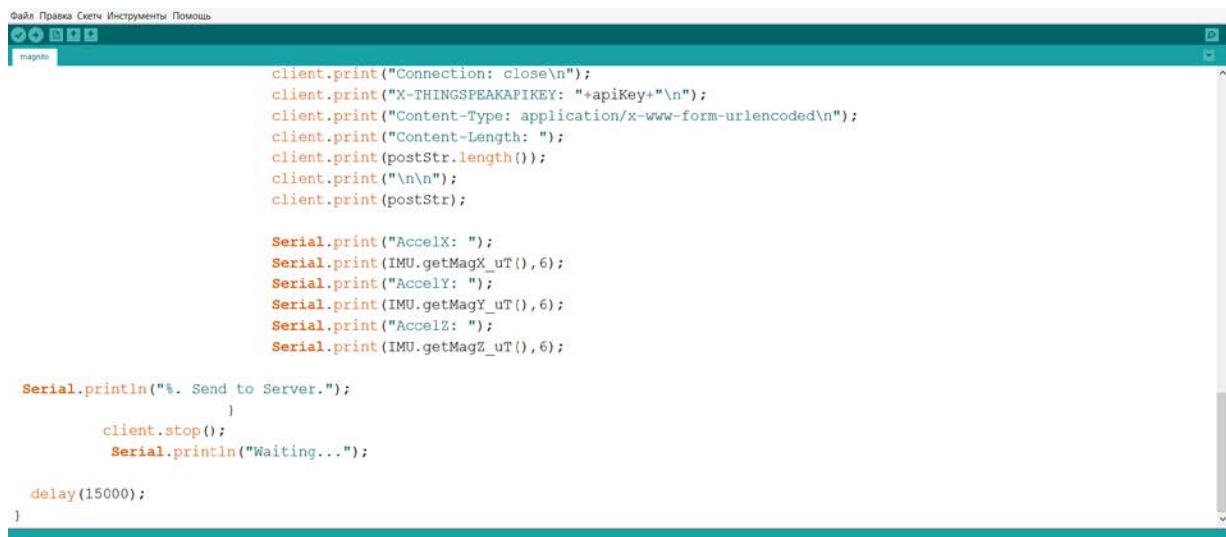 Файл Правка Скетч Инструменты Помощь
magnito
client.print("Connection: close\n");
client.print("X-THINGSPEAKAPIKEY: "+apiKey+"\n");
client.print("Content-Type: application/x-www-form-urlencoded\n");
client.print("Content-Length: ");
client.print(postStr.length());
client.print("\n\n");
client.print(postStr);
Serial.print("AccelX: ");
Serial.print(IMU.getMagX_uT(),6);
Serial.print("AccelY: ");
Serial.print(IMU.getMagY_uT(),6);
Serial.print("AccelZ: ");
Serial.print(IMU.getMagZ_uT(),6);
Serial.println("%. Send to Server.");
}
client.stop();
Serial.println("Waiting...");
delay(15000);
}